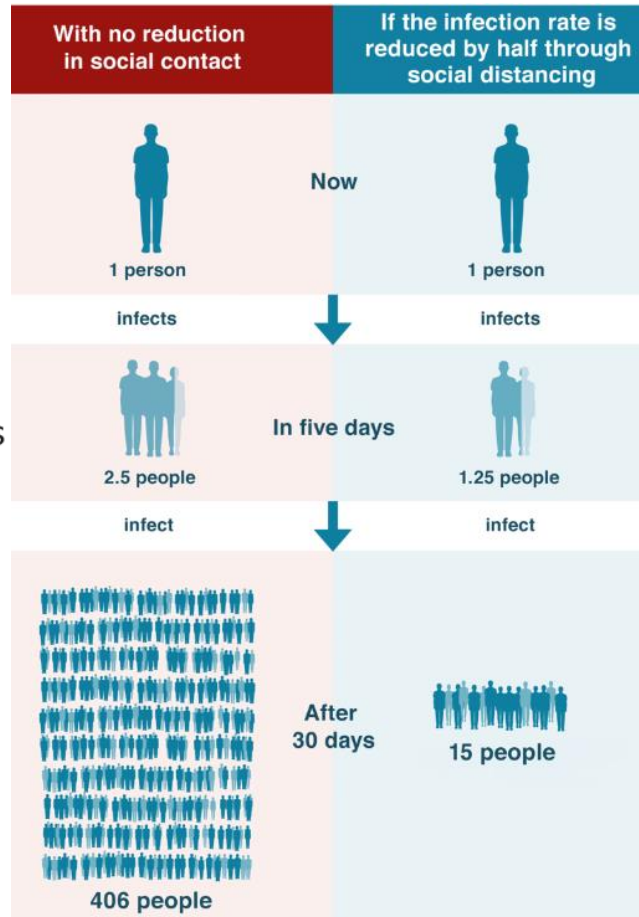 With no reduction
in social contact
If the infection rate is
reduced by half through
social distancing
Now
1 person
1 person
infects
infects
s
In five days
2.5 people
1.25 people
infect
infect
After
30 days
406 people
15 people